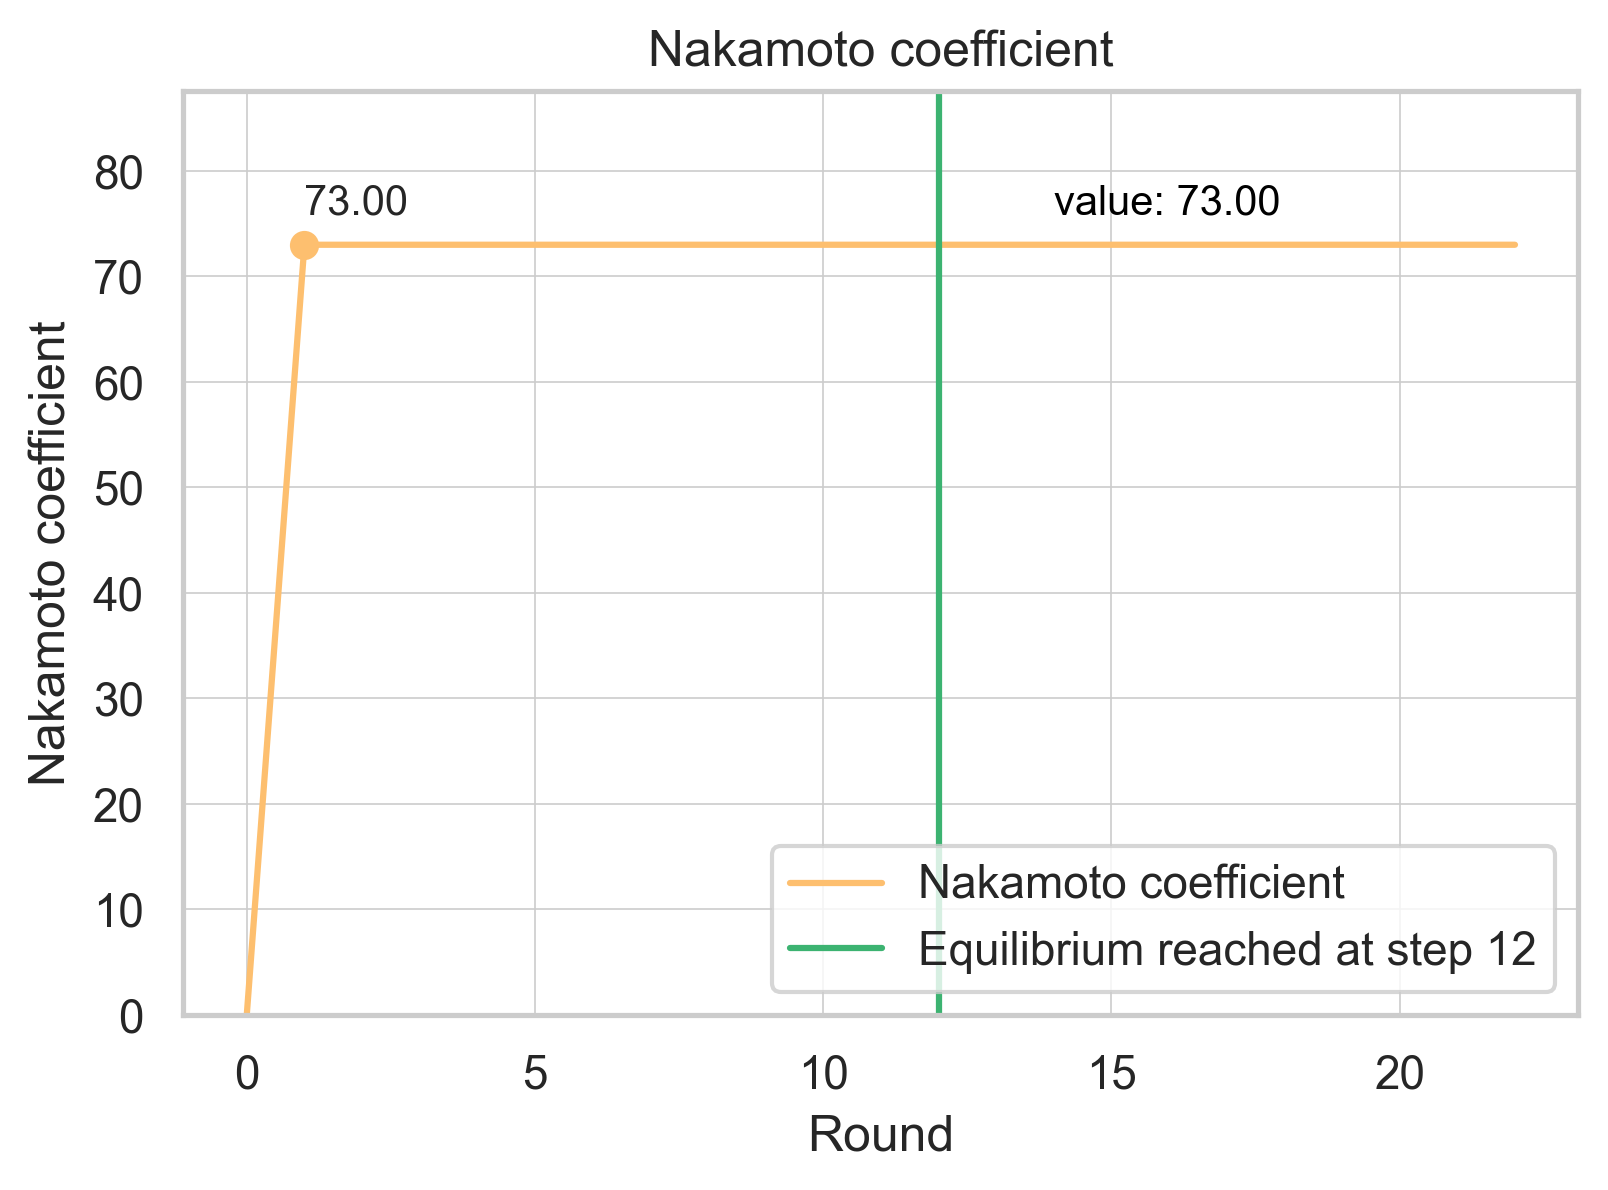 Nakamoto coefficient
80
70
60
50
40
30
20
10
0
Nakamoto coefficient
73.00
value: 73.00
Nakamoto coefficient
Equilibrium reached at step 12
0 5 10 15 20
Round